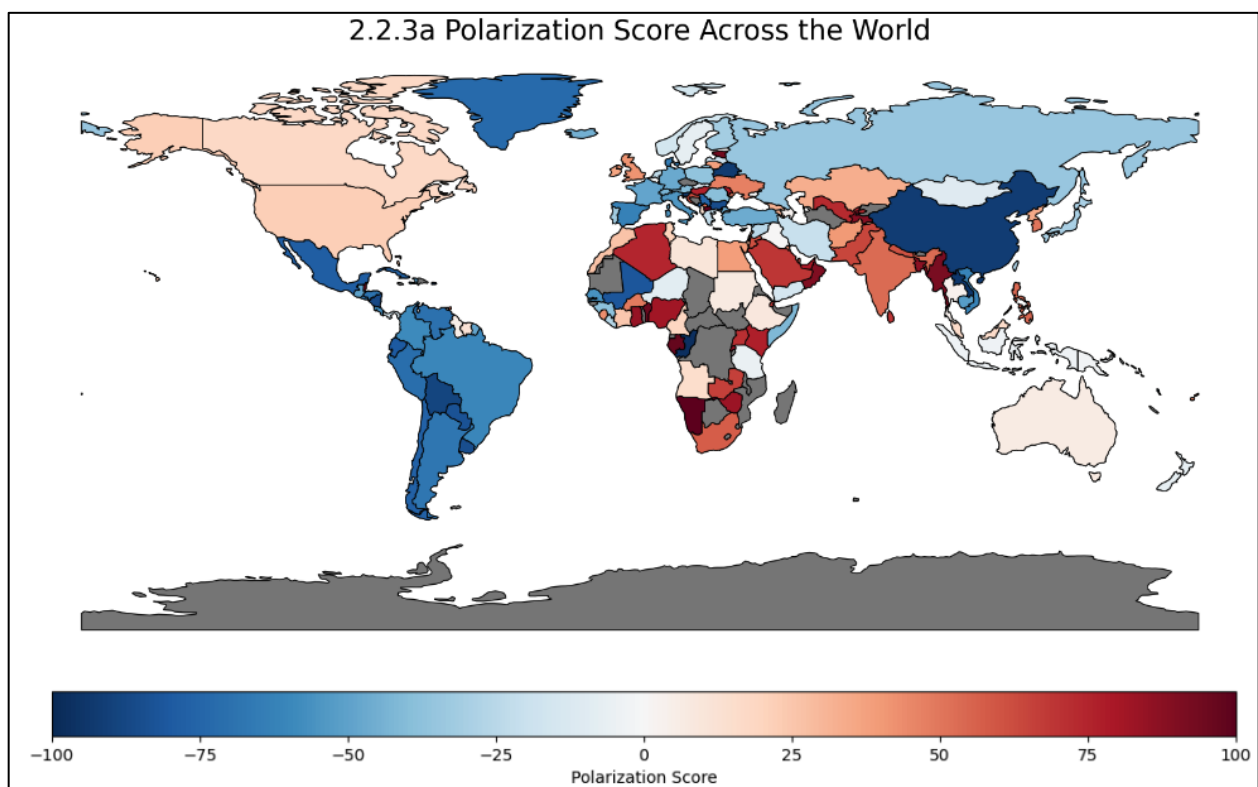 2.2.3a Polarization Score Across the World
−100 −75 −50 −25 0 25 50 75 100
Polarization Score